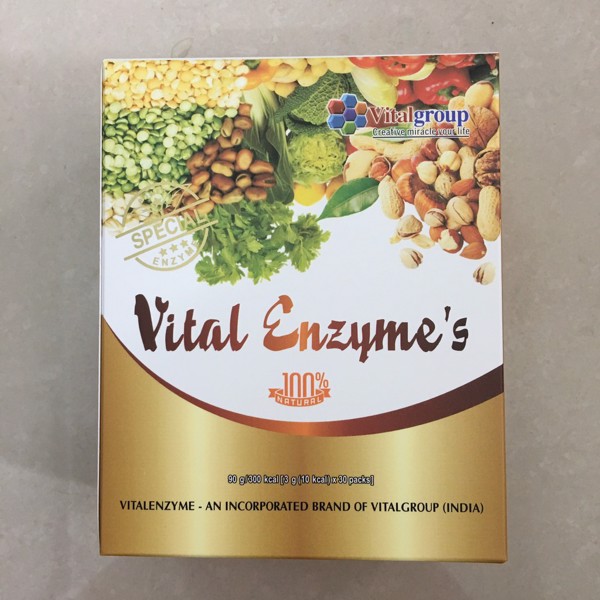 Vitalgroup
Creative miracle your life
SPECIAL
ENZYM
Vital Enzyme's
100%
NATURAL
90 g/300 kcal [3 g (10 kcal) x 30 packs]
VITALENZYME - AN INCORPORATED BRAND OF VITALGROUP (INDIA)